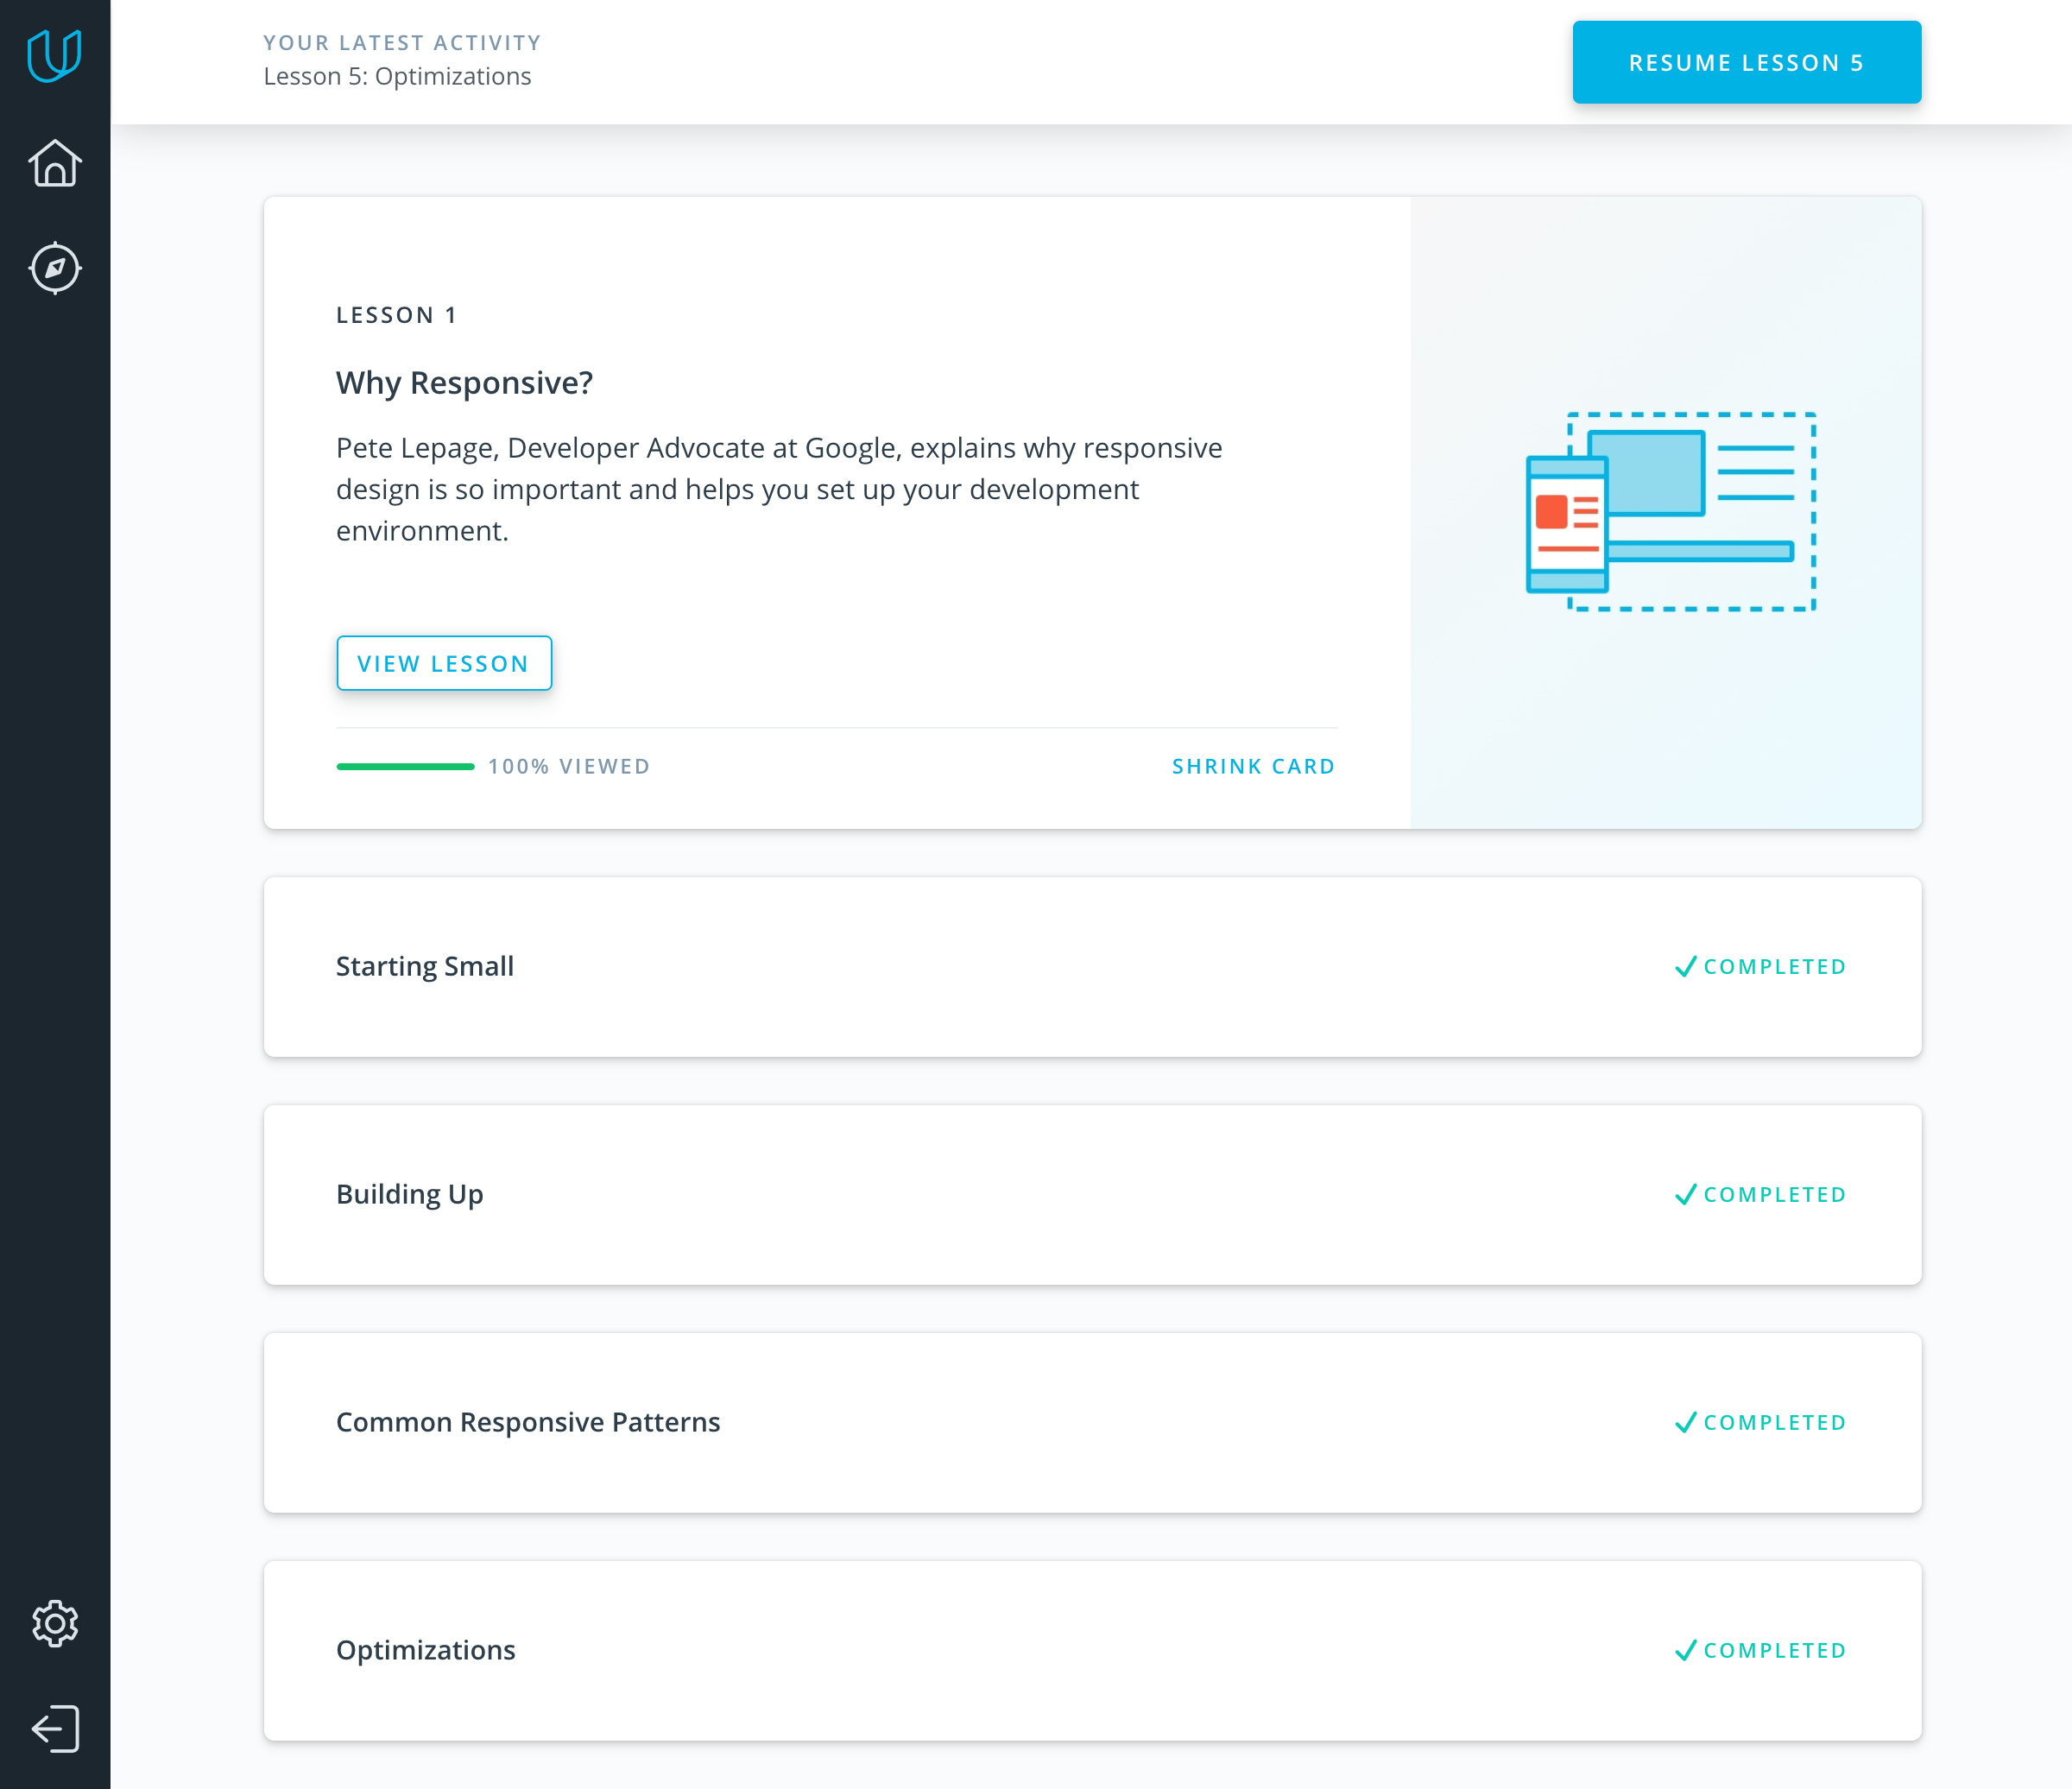 YOUR LATEST ACTIVITY
Lesson 5: Optimizations
RESUME LESSON 5
LESSON 1
Why Responsive?
Pete Lepage, Developer Advocate at Google, explains why responsive
design is so important and helps you set up your development
environment.
VIEW LESSON
100% VIEWED
SHRINK CARD
Starting Small
COMPLETED
Building Up
COMPLETED
Common Responsive Patterns
COMPLETED
Optimizations
COMPLETED